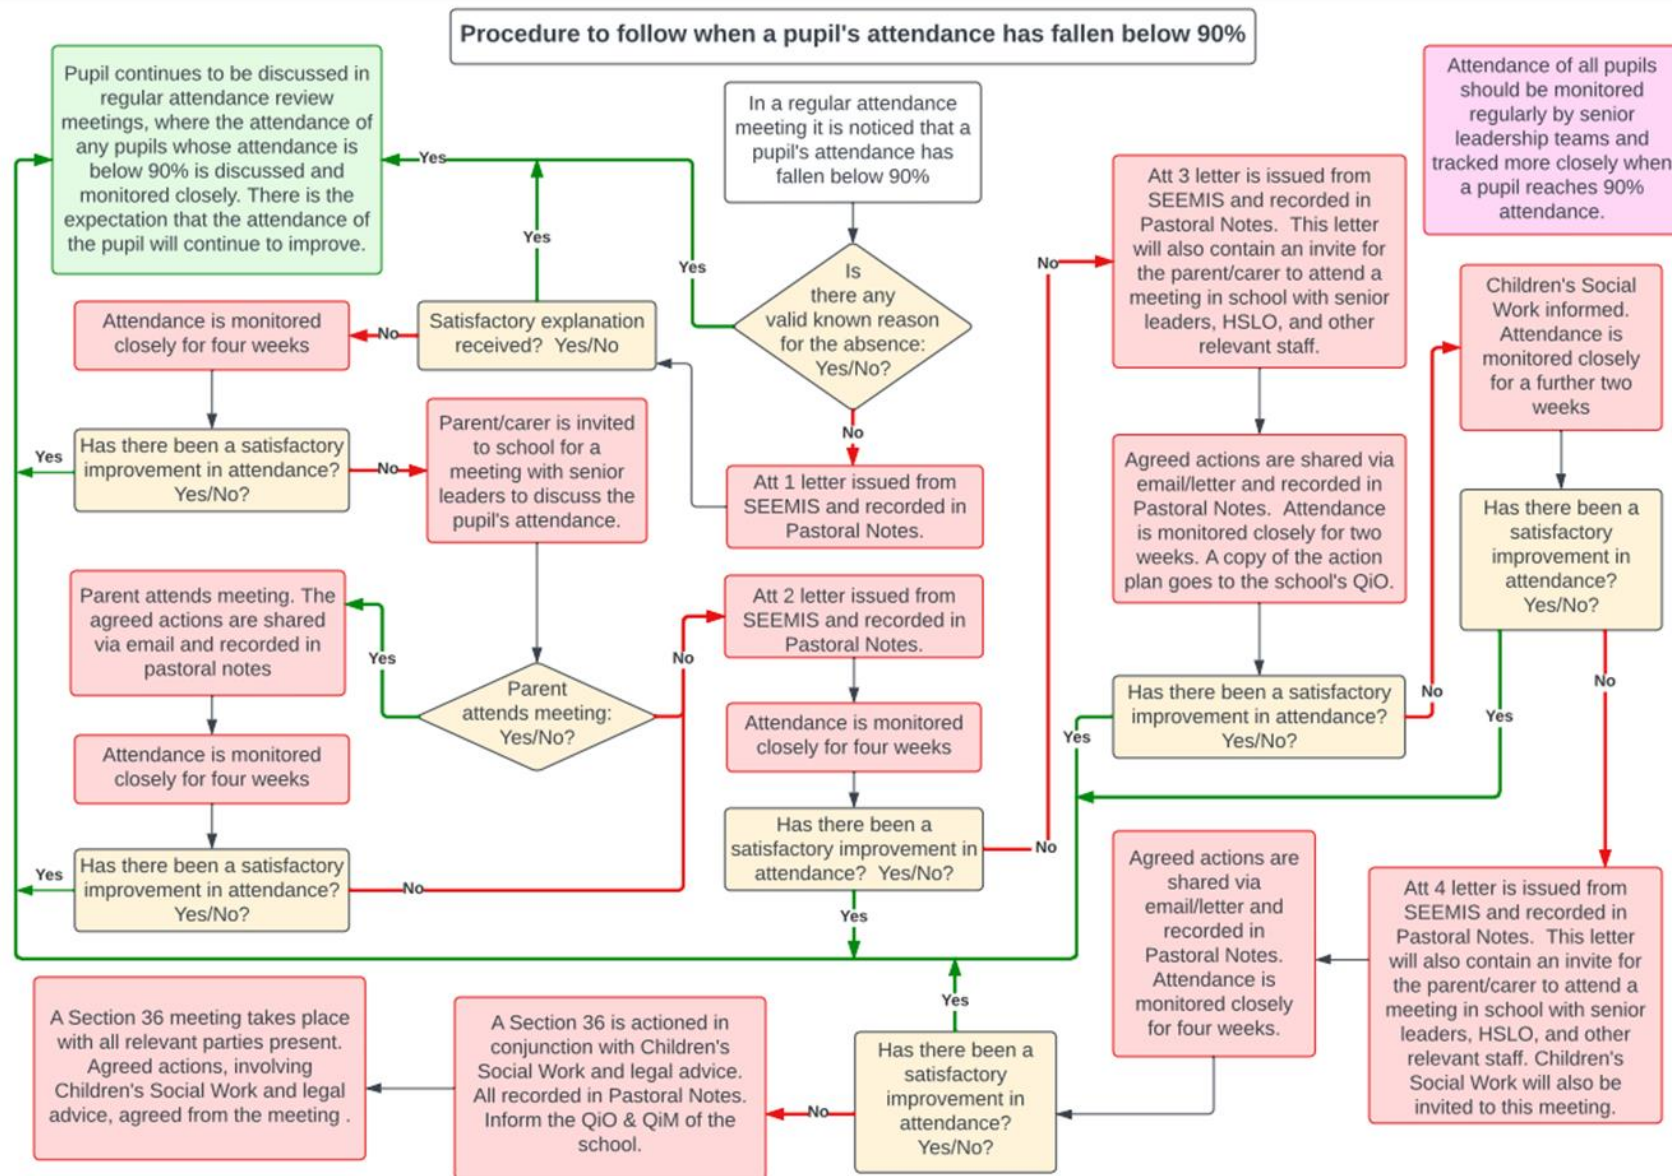 Procedure to follow when a pupil's attendance has fallen below 90%
Pupil continues to be discussed in
regular attendance review
meetings, where the attendance of
any pupils whose attendance is
below 90% is discussed and
monitored closely. There is the
expectation that the attendance of
the pupil will continue to improve.
In a regular attendance
meeting it is noticed that a
pupil's attendance has
fallen below 90%
Attendance of all pupils
should be monitored
regularly by senior
leadership teams and
tracked more closely when
a pupil reaches 90%
attendance.
Yes
Yes
Yes
Is
there any
valid known reason
for the absence:
Yes/No?
No
Att 1 letter issued from
SEEMIS and recorded in
Pastoral Notes.
Satisfactory explanation
received? Yes/No
No
Attendance is monitored
closely for four weeks
Has there been a satisfactory
improvement in attendance?
Yes/No?
Yes
No
Parent/carer is invited
to school for a
meeting with senior
leaders to discuss the
pupil's attendance.
Parent
attends meeting:
Yes/No?
Yes
No
Parent attends meeting. The
agreed actions are shared
via email and recorded in
pastoral notes
Attendance is monitored
closely for four weeks
Has there been a satisfactory
improvement in attendance?
Yes/No?
Yes
No
Att 2 letter issued from
SEEMIS and recorded in
Pastoral Notes.
Attendance is monitored
closely for four weeks
Has there been a
satisfactory improvement in
attendance? Yes/No?
Yes
No
No
Att 3 letter is issued from
SEEMIS and recorded in
Pastoral Notes. This letter
will also contain an invite for
the parent/carer to attend a
meeting in school with senior
leaders, HSLO, and other
relevant staff.
Agreed actions are shared via
email/letter and recorded in
Pastoral Notes. Attendance
is monitored closely for two
weeks. A copy of the action
plan goes to the school's QiO.
Has there been a satisfactory
improvement in attendance?
Yes/No?
Yes
No
Children's Social
Work informed.
Attendance is
monitored closely
for a further two
weeks
Has there been a
satisfactory
improvement in
attendance?
Yes/No?
Yes
No
Att 4 letter is issued from
SEEMIS and recorded in
Pastoral Notes. This letter
will also contain an invite for
the parent/carer to attend a
meeting in school with senior
leaders, HSLO, and other
relevant staff. Children's
Social Work will also be
invited to this meeting.
Agreed actions are
shared via
email/letter and
recorded in
Pastoral Notes.
Attendance is
monitored closely
for four weeks.
Has there been a
satisfactory
improvement in
attendance?
Yes/No?
Yes
No
A Section 36 is actioned in
conjunction with Children's
Social Work and legal advice.
All recorded in Pastoral Notes.
Inform the QiO & QiM of the
school.
A Section 36 meeting takes place
with all relevant parties present.
Agreed actions, involving
Children's Social Work and legal
advice, agreed from the meeting .